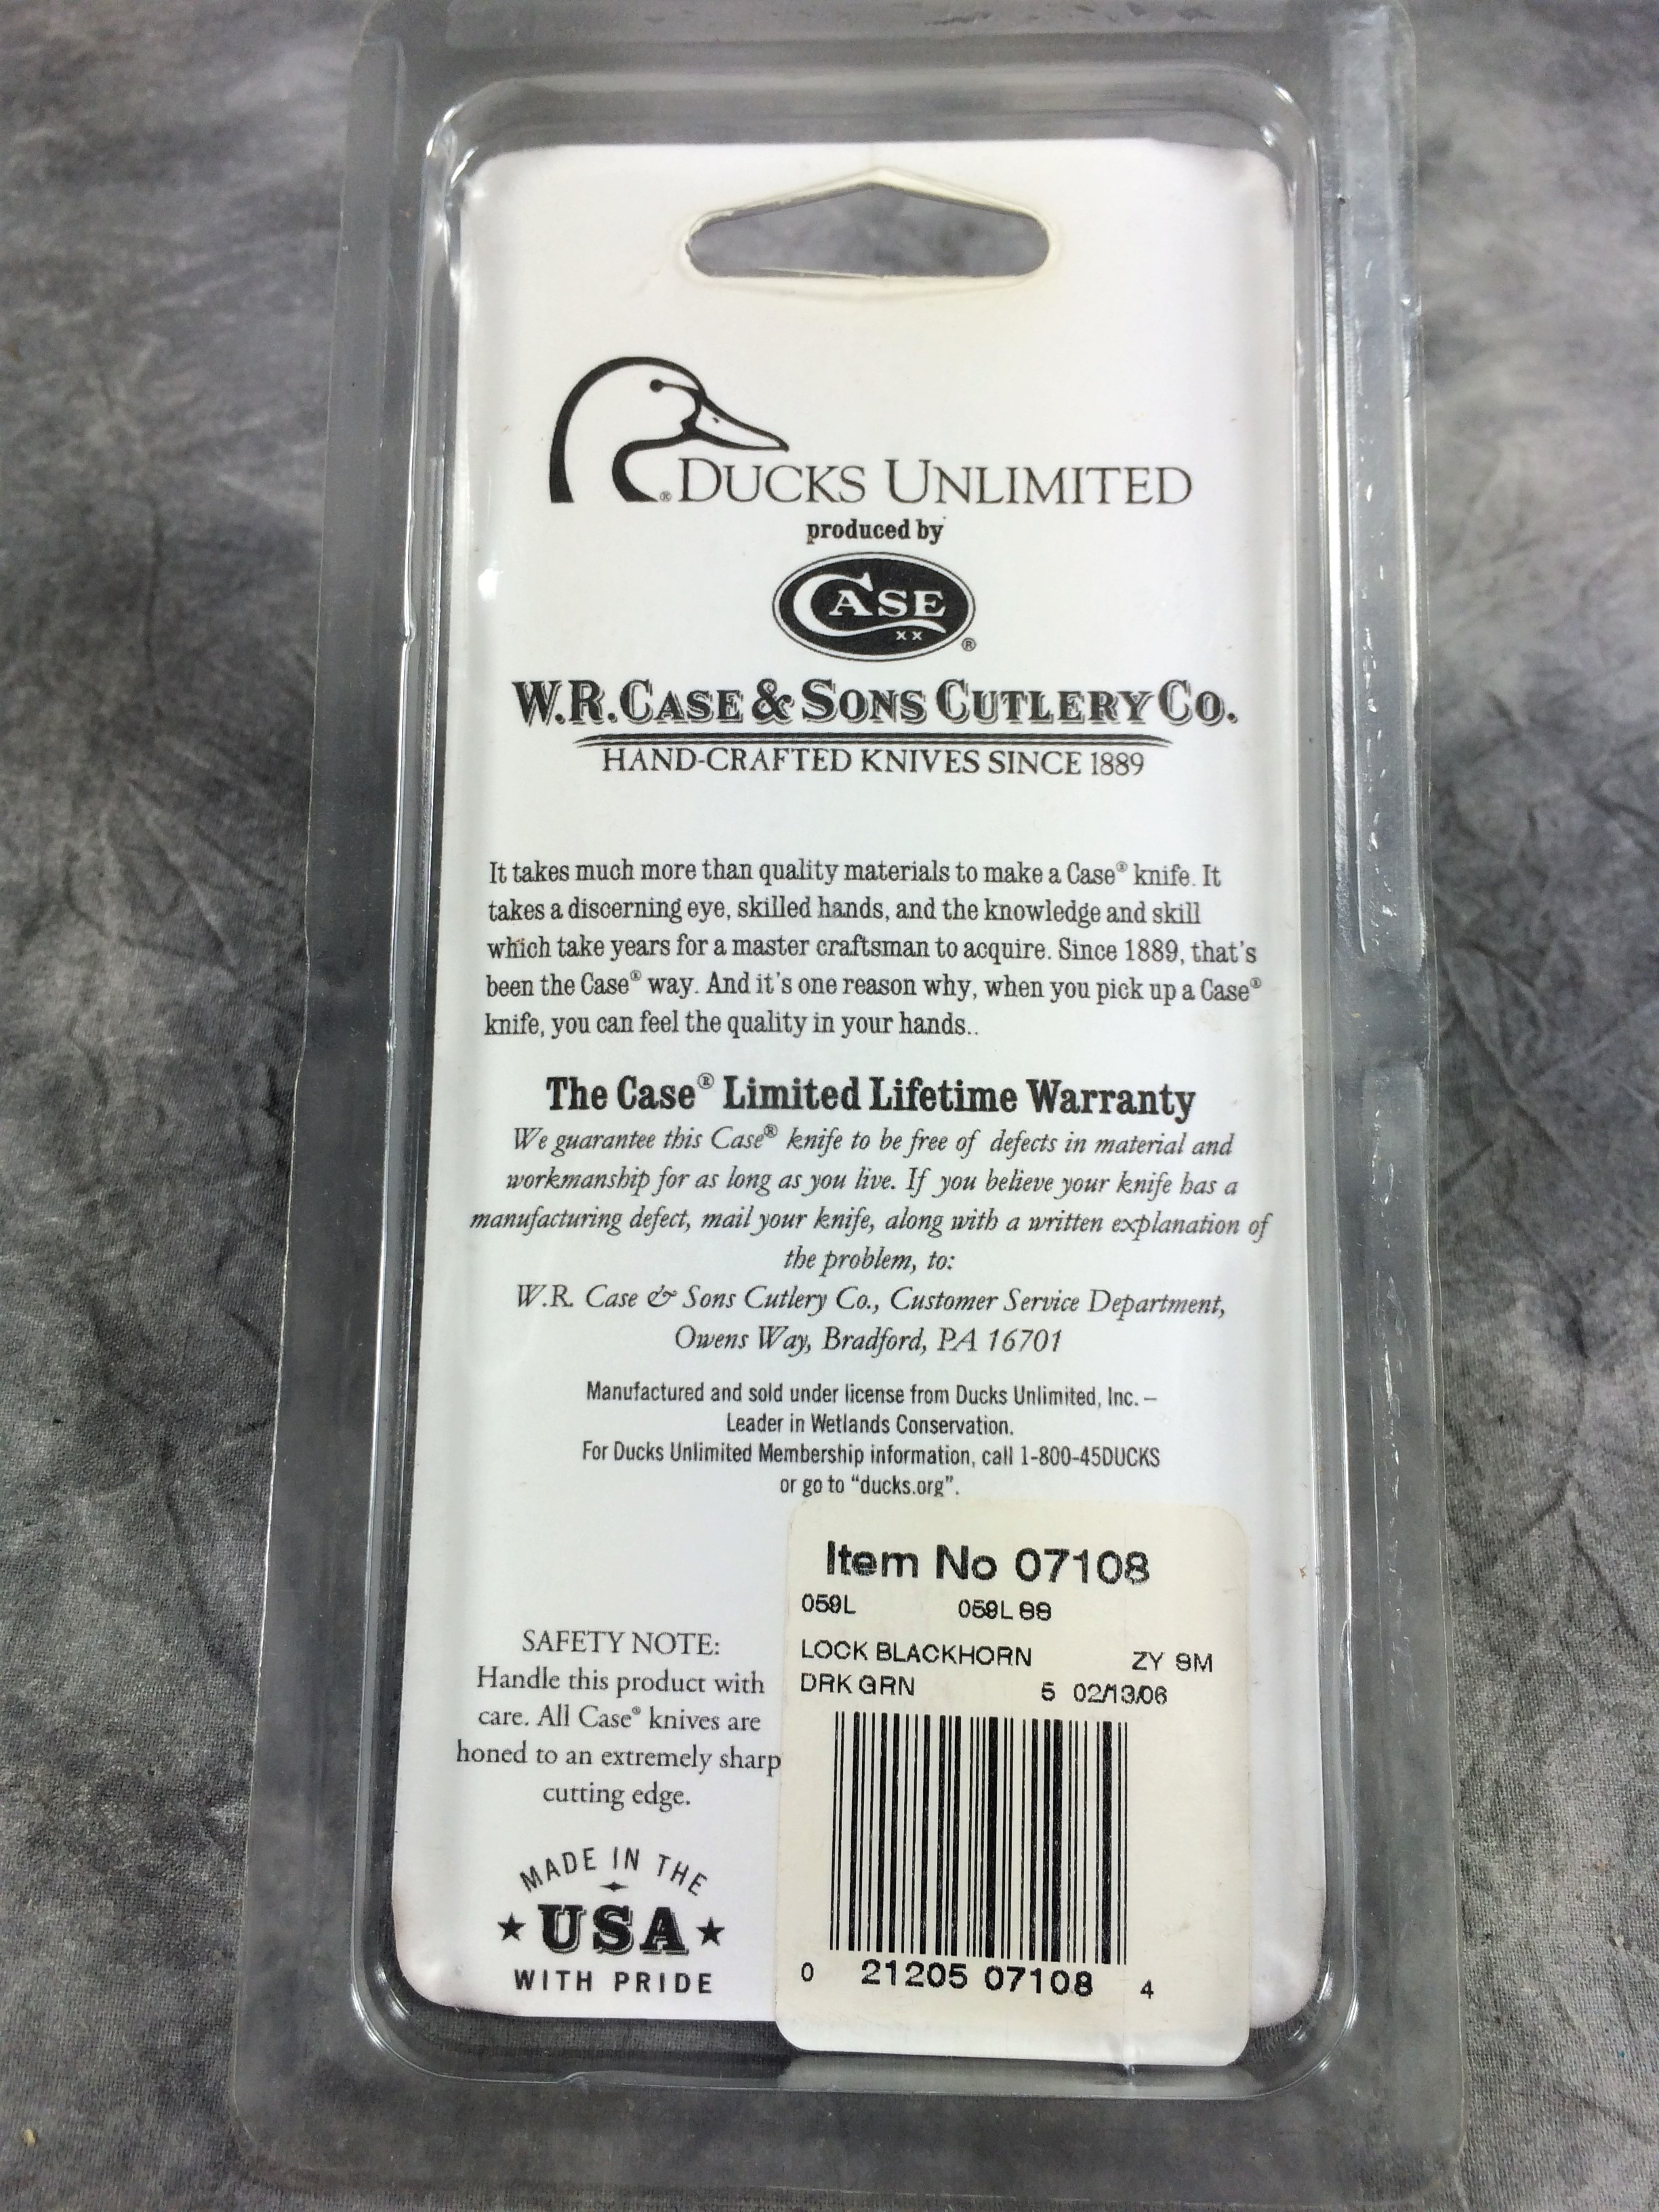 ® DUCKS UNLIMITED
produced by
CASE
XX
®
W.R. CASE & SONS CUTLERY CO.
HAND-CRAFTED KNIVES SINCE 1889
It takes much more than quality materials to make a Case® knife. It
takes a discerning eye, skilled hands, and the knowledge and skill
which take years for a master craftsman to acquire. Since 1889, that's
been the Case® way. And it's one reason why, when you pick up a Case®
knife, you can feel the quality in your hands..
The Case® Limited Lifetime Warranty
We guarantee this Case® knife to be free of defects in material and
workmanship for as long as you live. If you believe your knife has a
manufacturing defect, mail your knife, along with a written explanation of
the problem, to:
W.R. Case & Sons Cutlery Co., Customer Service Department,
Owens Way, Bradford, PA 16701
Manufactured and sold under license from Ducks Unlimited, Inc. –
Leader in Wetlands Conservation.
For Ducks Unlimited Membership information, call 1-800-45DUCKS
or go to "ducks.org".
SAFETY NOTE:
Handle this product with
care. All Case® knives are
honed to an extremely sharp
cutting edge.
MADE IN THE
USA
WITH PRIDE
Item No 07108
059L 059L SS
LOCK BLACKHORN ZY 9M
DRK GRN 5 02/13/06
0 21205 07108 4